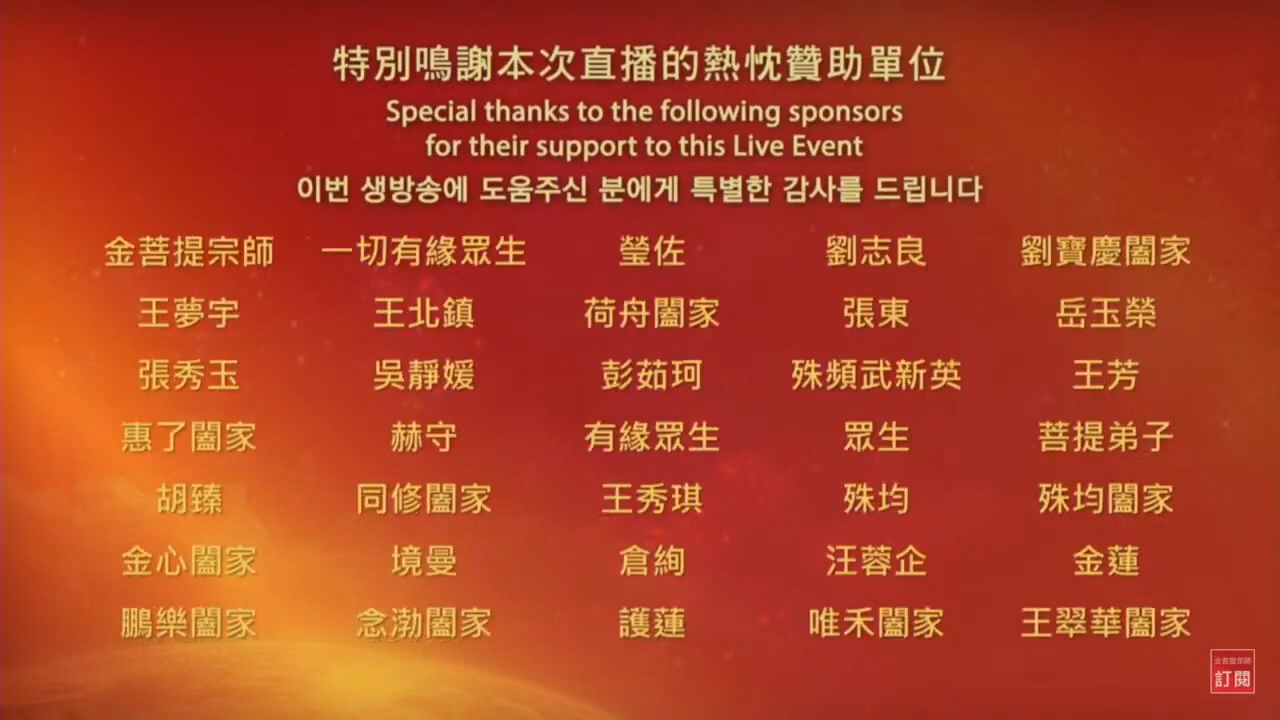 特別鳴謝本次直播的熱忱贊助單位
Special thanks to the following sponsors
for their support to this Live Event
이번 생방송에 도움주신 분에게 특별한 감사를 드립니다
金菩提宗師 一切有緣眾生 瑩佐 劉志良 劉寶慶闔家
王夢宇 王北鎮 荷舟闔家 張東 岳玉榮
張秀玉 吳靜媛 彭茹珂 殊頻武新英 王芳
惠了闔家 赫守 有緣眾生 眾生 菩提弟子
胡臻 同修闔家 王秀琪 殊均 殊均闔家
金心闔家 境曼 倉絢 汪蓉企 金蓮
鵬樂闔家 念渤闔家 護蓮 唯禾闔家 王翠華闔家
金菩提宗師
訂閱